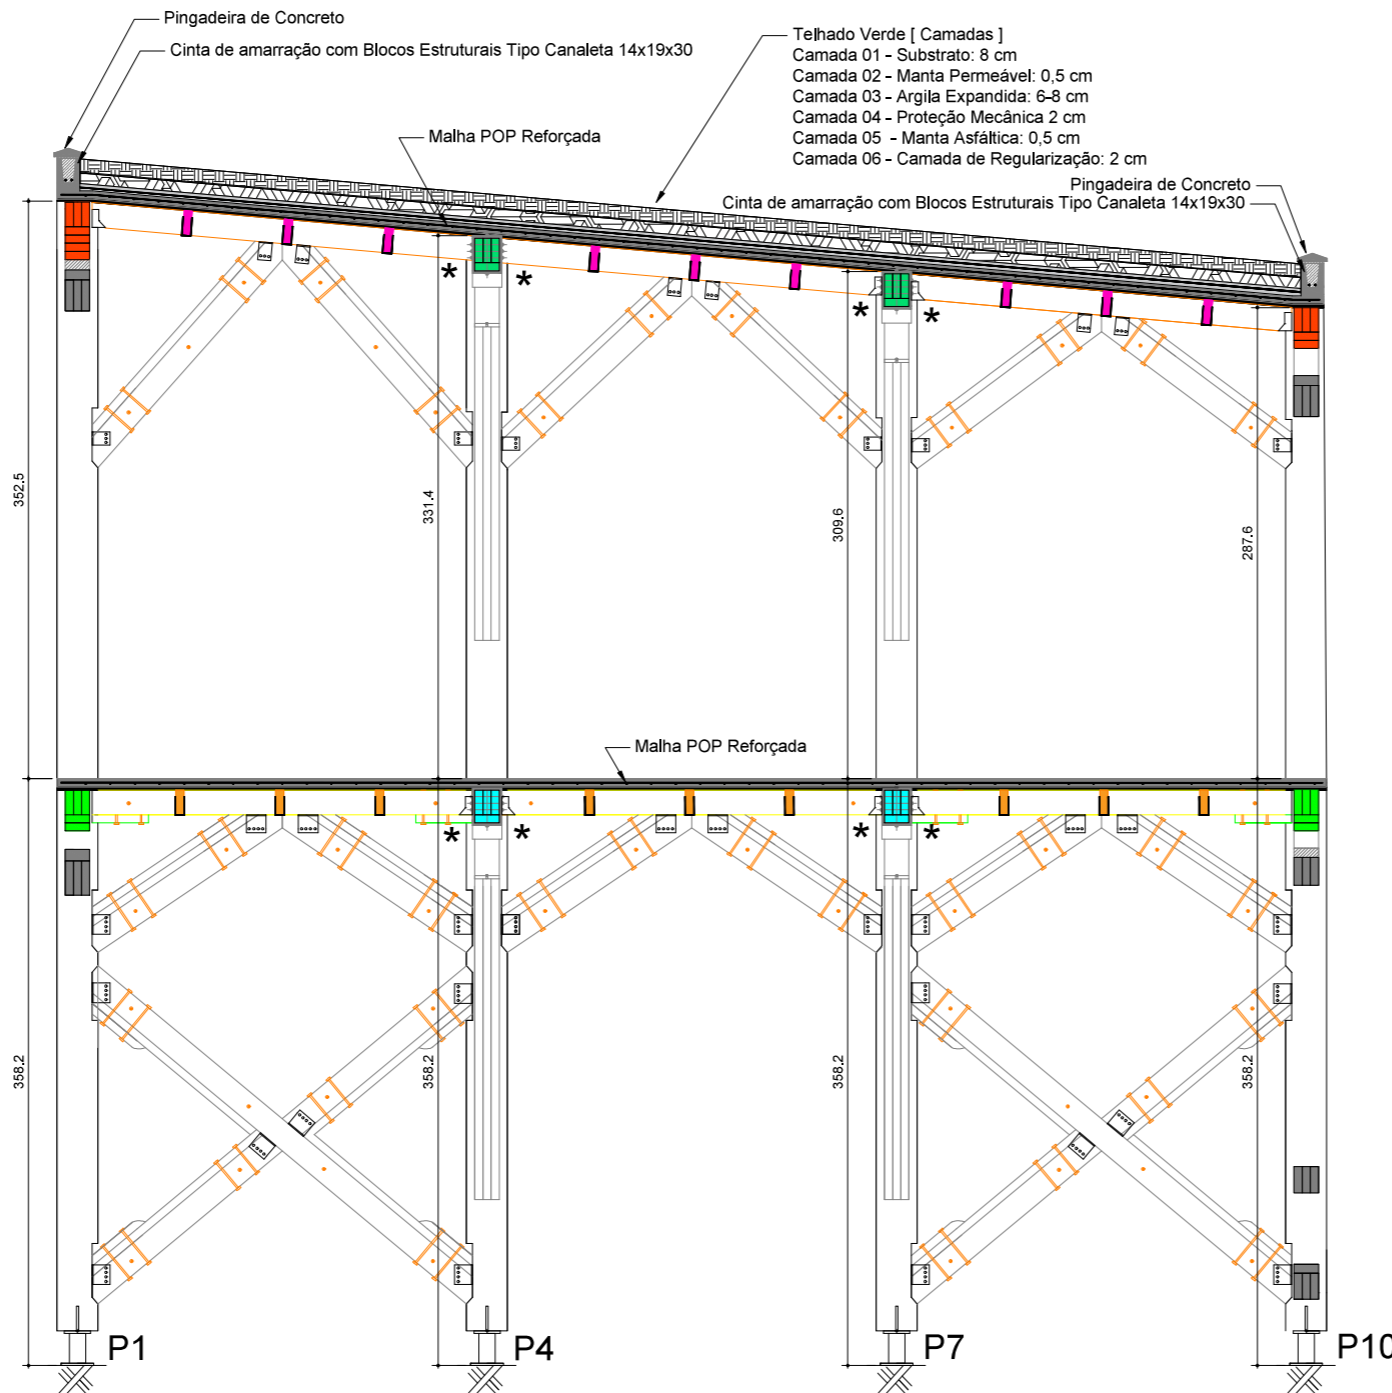 Pingadeira de Concreto
Cinta de amarração com Blocos Estruturais Tipo Canaleta 14x19x30
Telhado Verde [ Camadas ]
Camada 01 - Substrato: 8 cm
Camada 02 - Manta Permeável: 0,5 cm
Camada 03 - Argila Expandida: 6-8 cm
Camada 04 - Proteção Mecânica 2 cm
Camada 05 - Manta Asfáltica: 0,5 cm
Camada 06 - Camada de Regularização: 2 cm
Malha POP Reforçada
Pingadeira de Concreto
Cinta de amarração com Blocos Estruturais Tipo Canaleta 14x19x30
* * * *
352.5
331.4
309.6
287.6
Malha POP Reforçada
* * * *
358.2
358.2
358.2
358.2
P1
P4
P7
P10